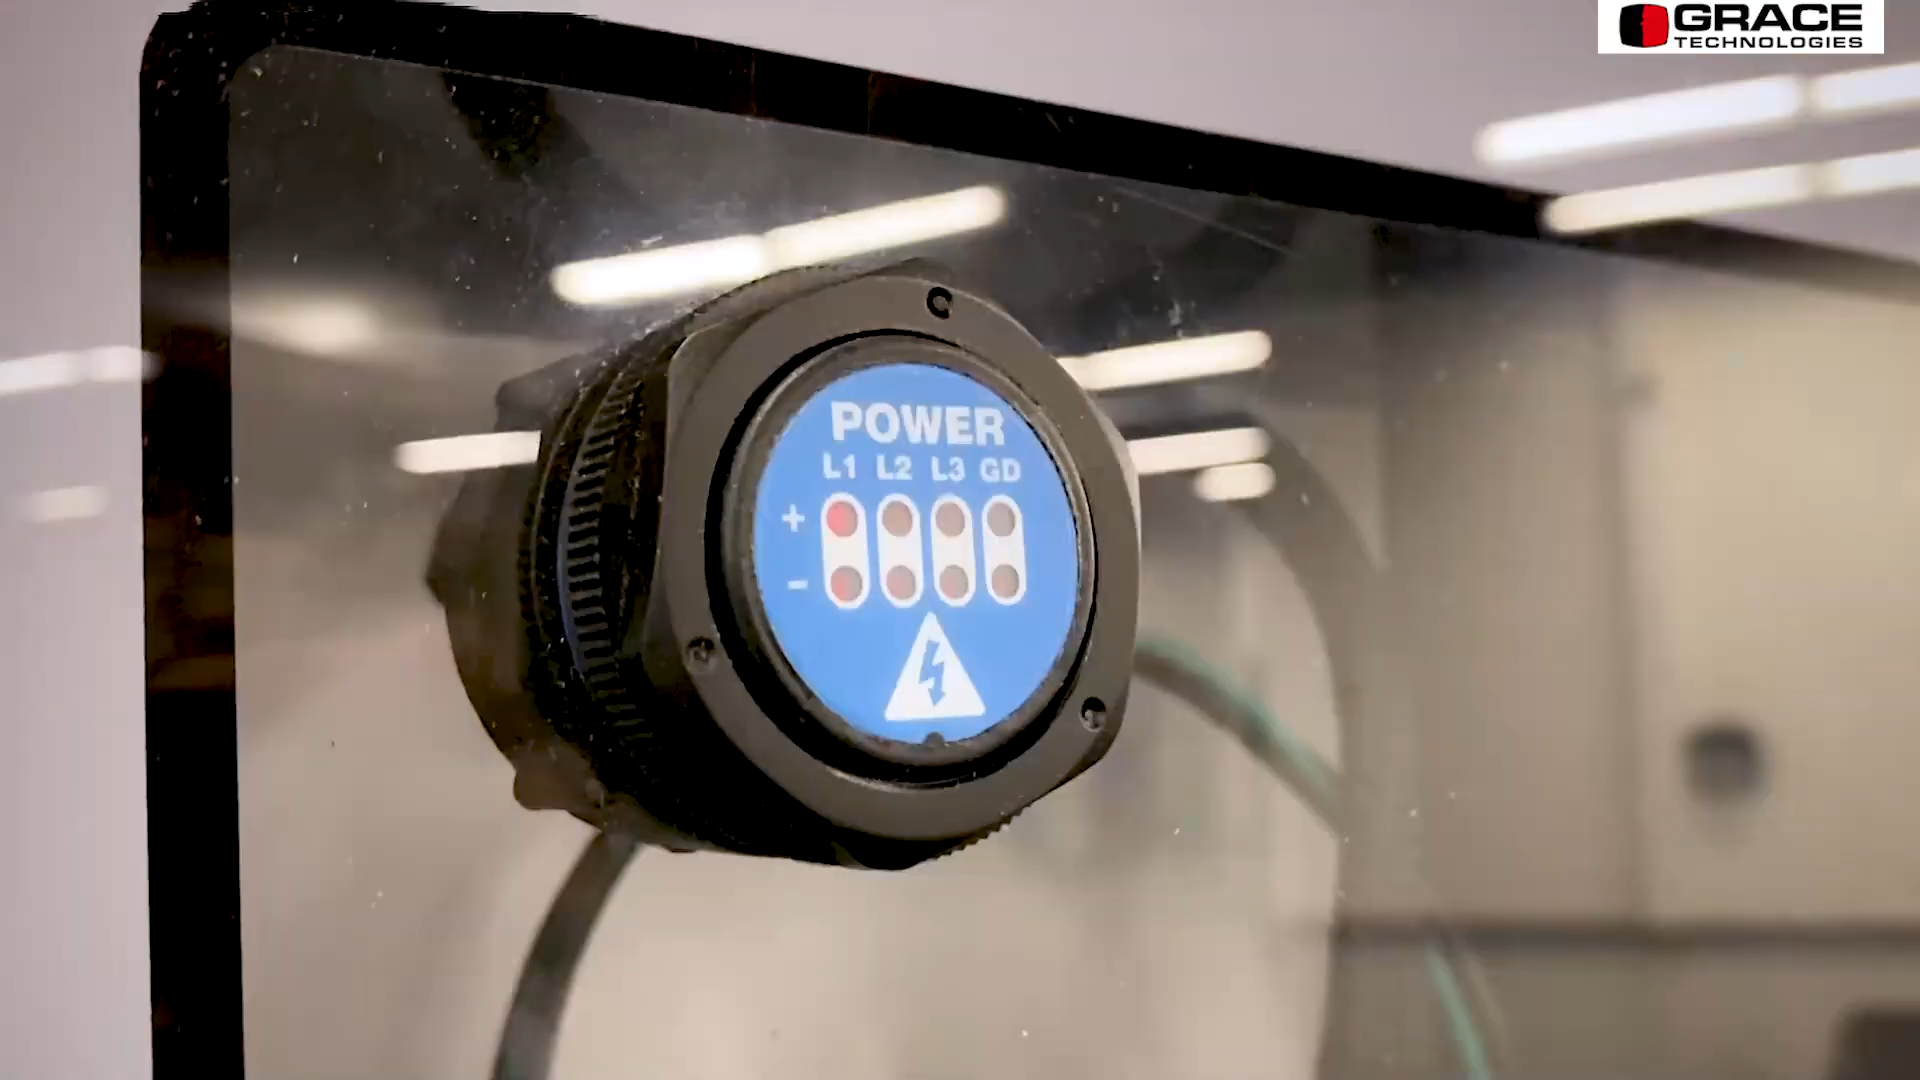 GRACE
TECHNOLOGIES
POWER
L1 L2 L3 GD
+
-